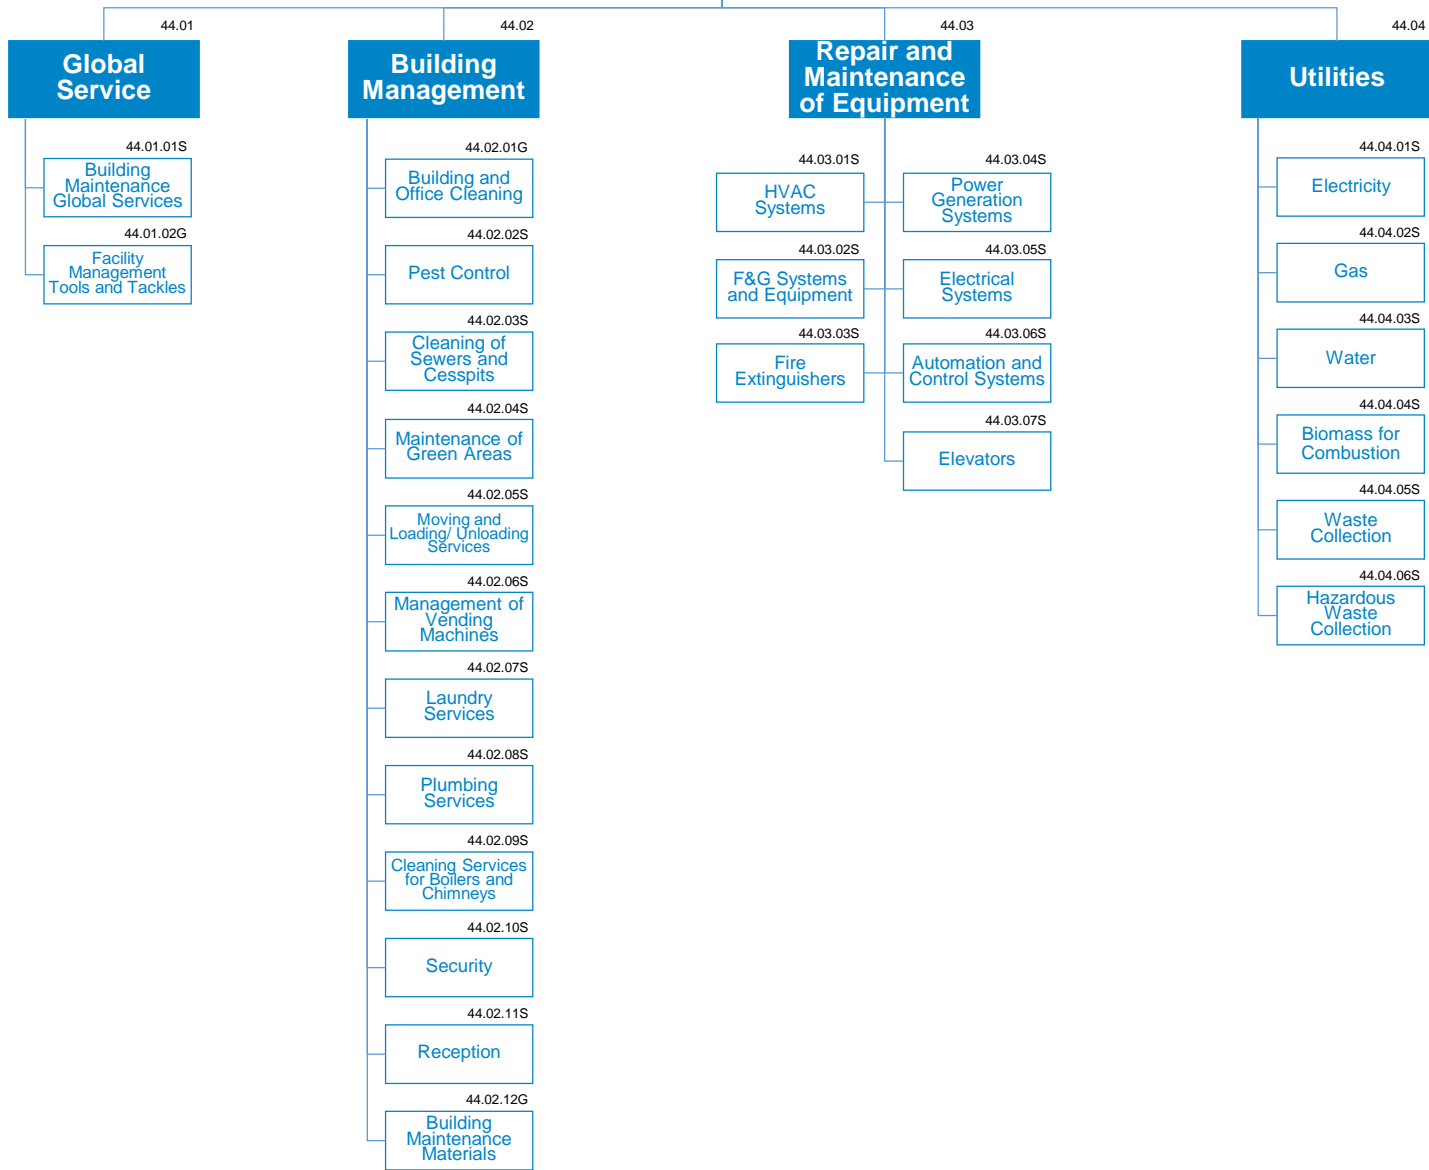 44.01
Global
Service
44.01.01S
Building
Maintenance
Global Services
44.01.02G
Facility
Management
Tools and Tackles
44.02
Building
Management
44.02.01G
Building and
Office Cleaning
44.02.02S
Pest Control
44.02.03S
Cleaning of
Sewers and
Cesspits
44.02.04S
Maintenance of
Green Areas
44.02.05S
Moving and
Loading/ Unloading
Services
44.02.06S
Management of
Vending
Machines
44.02.07S
Laundry
Services
44.02.08S
Plumbing
Services
44.02.09S
Cleaning Services
for Boilers and
Chimneys
44.02.10S
Security
44.02.11S
Reception
44.02.12G
Building
Maintenance
Materials
44.03
Repair and
Maintenance
of Equipment
44.03.01S
HVAC
Systems
44.03.02S
F&G Systems
and Equipment
44.03.03S
Fire
Extinguishers
44.03.04S
Power
Generation
Systems
44.03.05S
Electrical
Systems
44.03.06S
Automation and
Control Systems
44.03.07S
Elevators
44.04
Utilities
44.04.01S
Electricity
44.04.02S
Gas
44.04.03S
Water
44.04.04S
Biomass for
Combustion
44.04.05S
Waste
Collection
44.04.06S
Hazardous
Waste
Collection